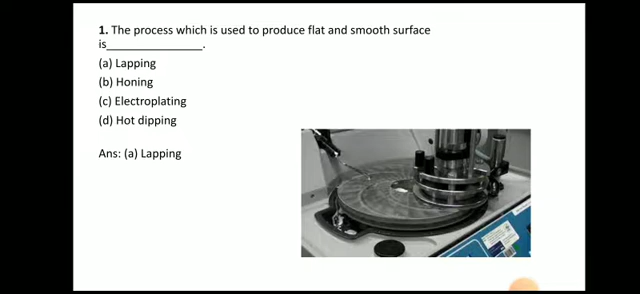 1. The process which is used to produce flat and smooth surface
is_______________.
(a) Lapping
(b) Honing
(c) Electroplating
(d) Hot dipping
Ans: (a) Lapping